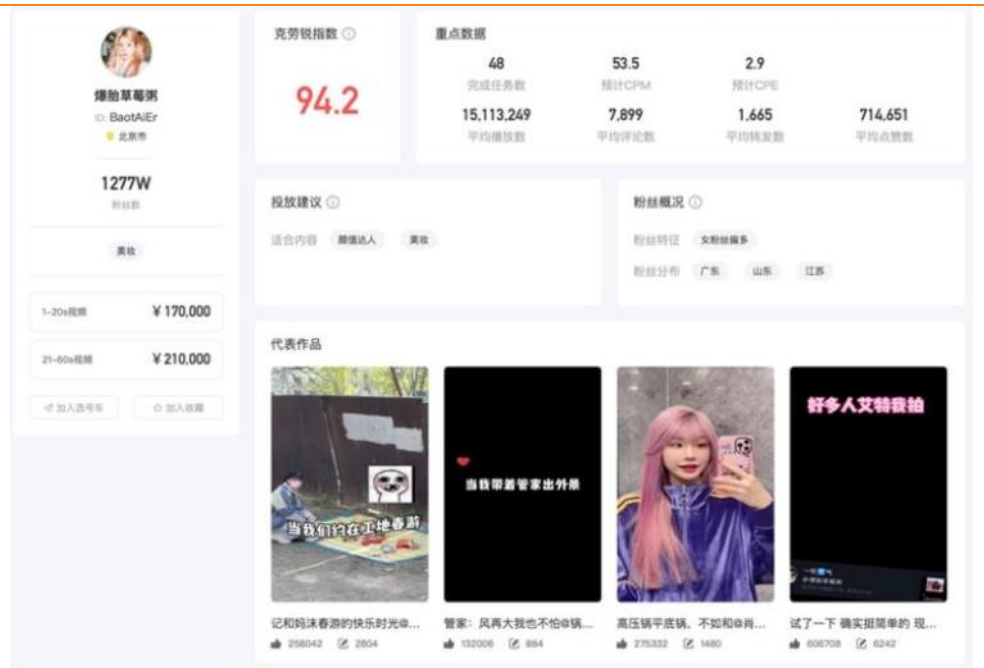 爆胎草莓粥
ID: BaotAiEr
北京市
1277W
粉丝数
美妆
1-20s视频 ¥170,000
21-60s视频 ¥210,000
加入选号车 加入收藏
克劳锐指数
94.2
重点数据
48 53.5 2.9
完成任务数 预计CPM 预计CPE
15,113,249 7,899 1,665 714,651
平均播放数 平均评论数 平均转发数 平均点赞数
投放建议
适合内容 颜值达人 美妆
粉丝概况
粉丝特征 女粉丝偏多
粉丝分布 广东 山东 江苏
代表作品
当我们约在工地春游
当我带着管家出外景
好多人艾特我拍
记和妈沫春游的快乐时光@...
258042 2804
管家：风再大我也不怕@锅...
132006 884
高压锅平底锅，不如和@肖...
275332 1480
试了一下 确实挺简单的 现...
606708 6242